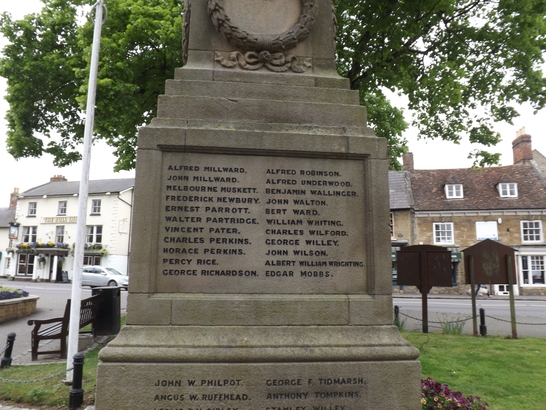 ALFRED MILLWARD. ALFRED ROBINSON.
JOHN MILLWARD. ALFRED UNDERWOOD.
MELBOURNE MUSKETT. BENJAMIN WALLINGER.
FREDERICK NEWBURY. JOHN WALTON.
ERNEST PARROTT. BERT WARD.
WALTER PARTRIDGE. WILLIAM WHITING.
VINCENT PATER. CHARLES WILFORD.
CHARLES PERKINS. GEORGE WILLEY.
HORACE PERKINS. JOHN WILSON.
PERCY RICE. ALBERT WILLIAM WRIGHTING.
GEORGE RICHARDSON. EDGAR MOBBS.
JOHN W. PHILPOT. GEORGE F. TIDMARSH.
ANGUS W. RUFFHEAD. ANTHONY TOMPKINS.
STANLEY WILLEY